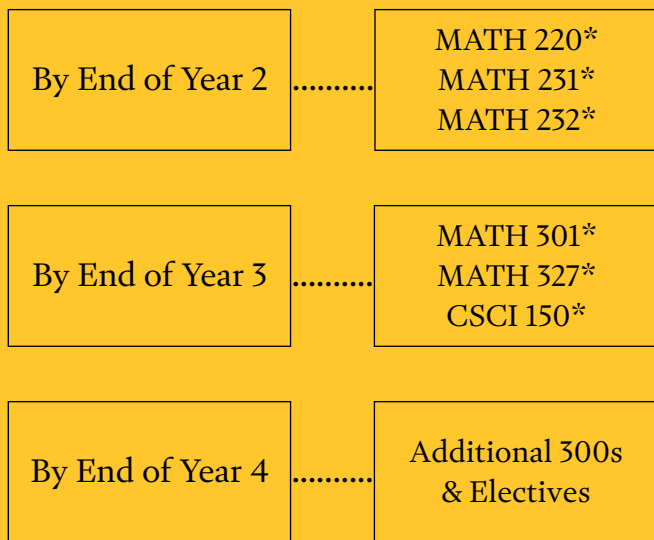 By End of Year 2 ..........
MATH 220*
MATH 231*
MATH 232*
By End of Year 3 ..........
MATH 301*
MATH 327*
CSCI 150*
By End of Year 4 ..........
Additional 300s
& Electives